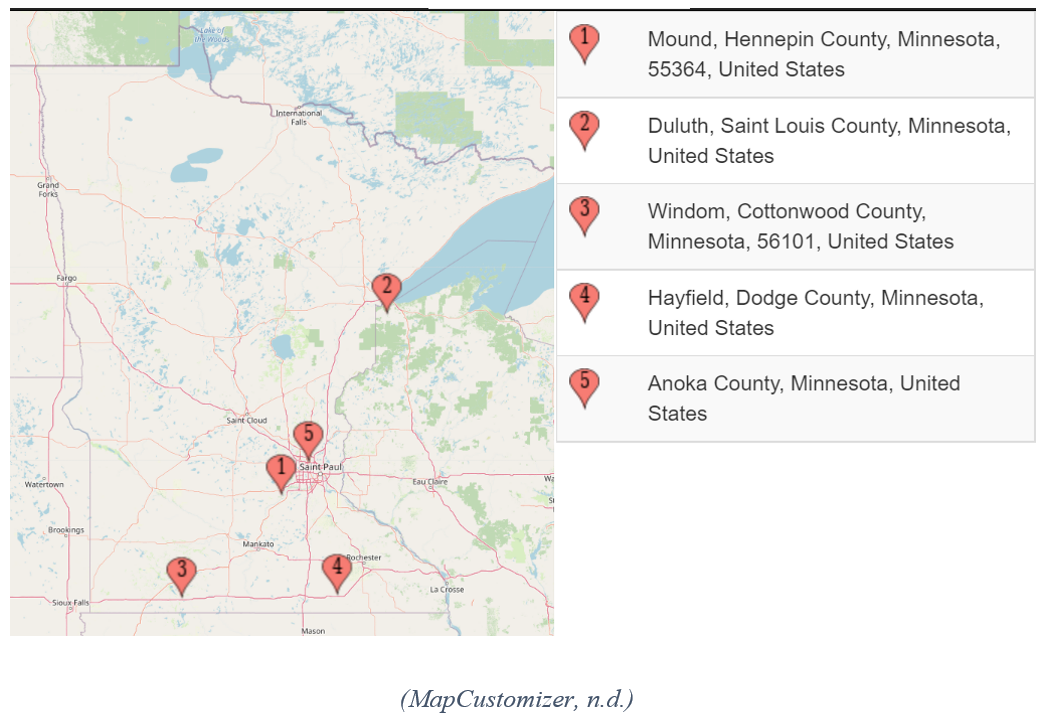 Lake of
the Woods
International
Falls
Grand
Forks
Fargo
2
Saint Cloud
5
1
Saint Paul
Eau Claire
Watertown
Brookings
Mankato
3
4
Rochester
La Crosse
Sioux Falls
Mason
1
Mound, Hennepin County, Minnesota,
55364, United States
2
Duluth, Saint Louis County, Minnesota,
United States
3
Windom, Cottonwood County,
Minnesota, 56101, United States
4
Hayfield, Dodge County, Minnesota,
United States
5
Anoka County, Minnesota, United
States
(MapCustomizer, n.d.)